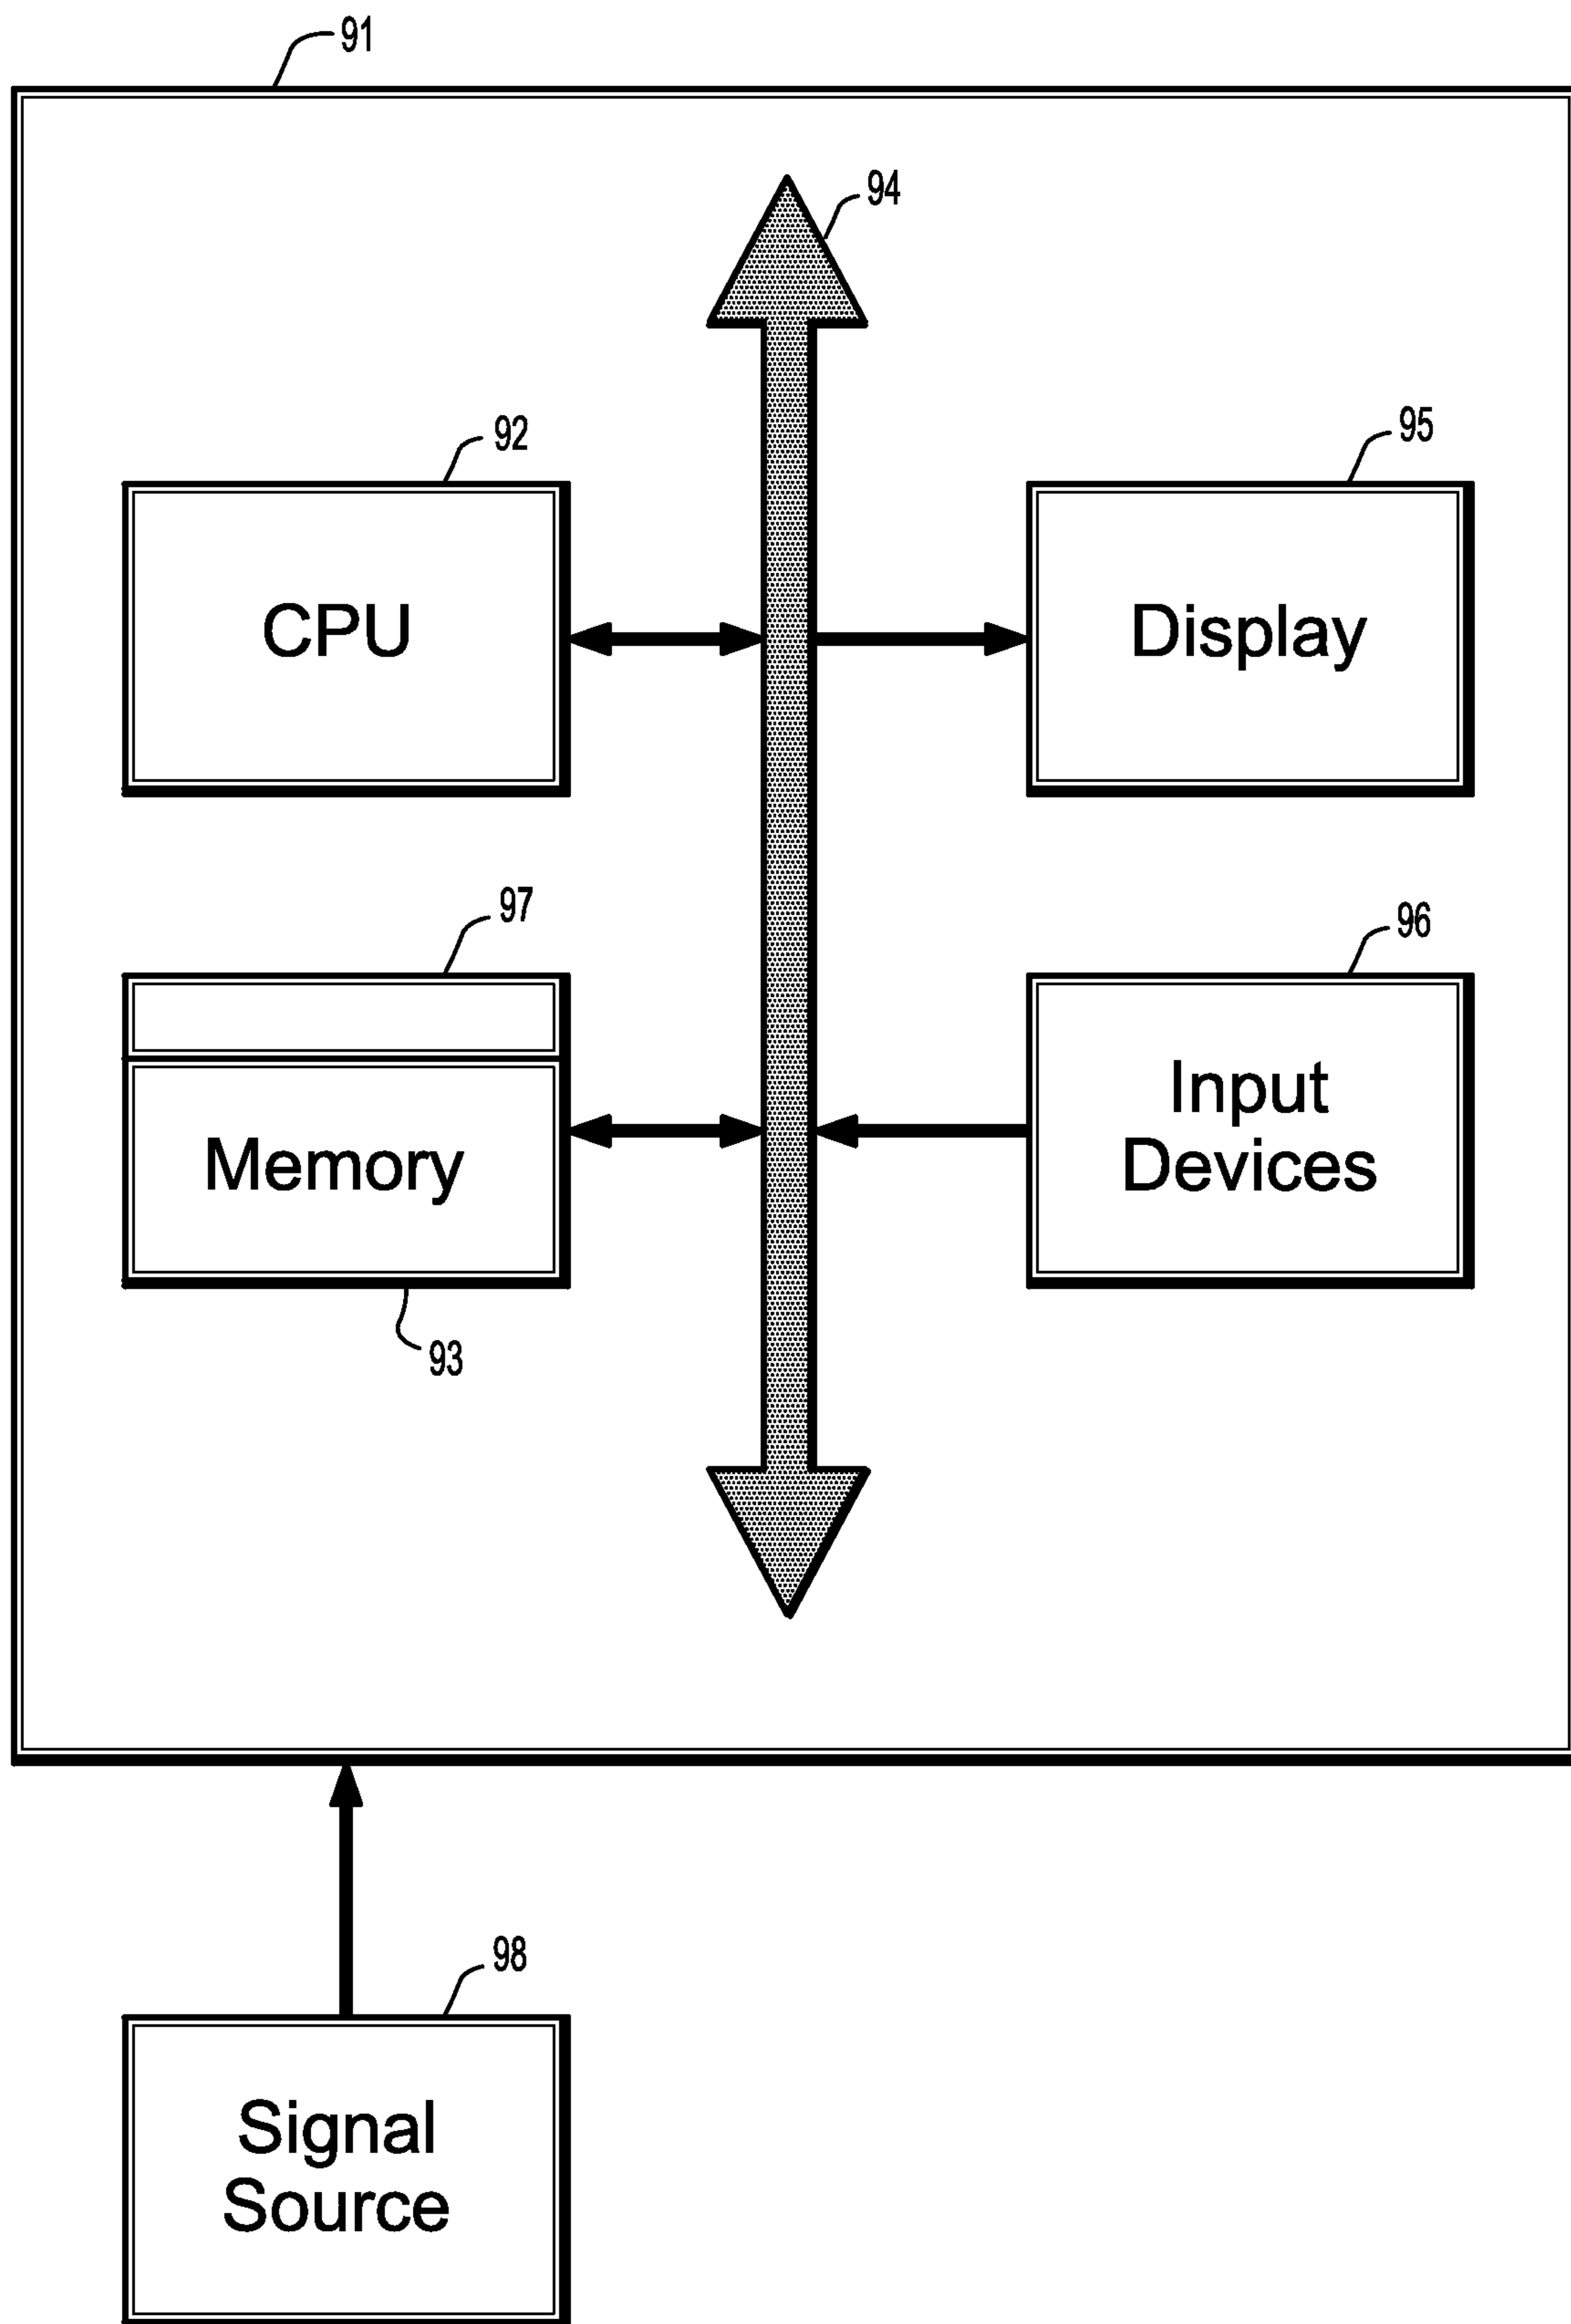 91
94
92
95
CPU
Display
97
96
Memory
Input
Devices
93
98
Signal
Source